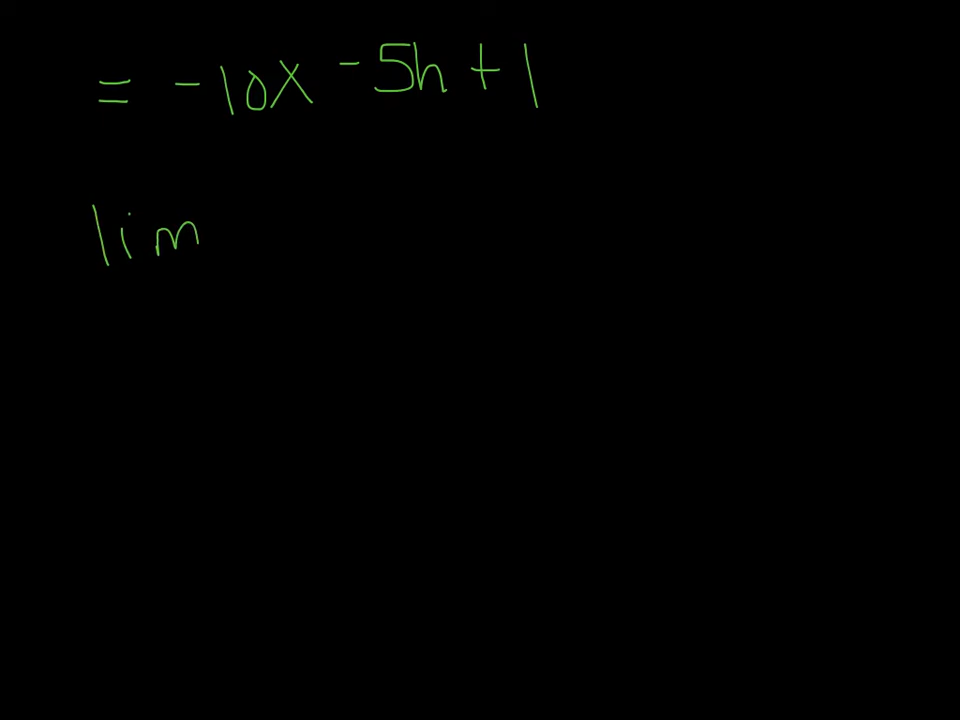 = -10x - 5h + 1
lim